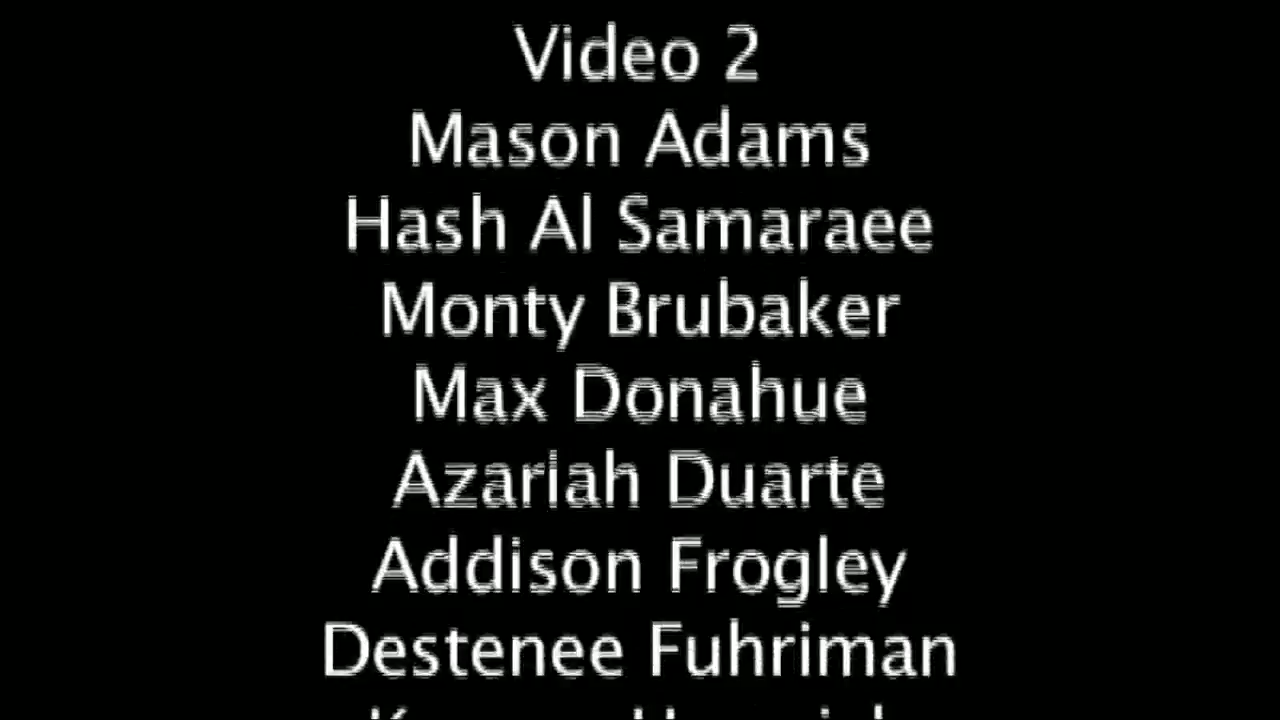 Video 2
Mason Adams
Hash Al Samaraee
Monty Brubaker
Max Donahue
Azariah Duarte
Addison Frogley
Destenee Fuhriman